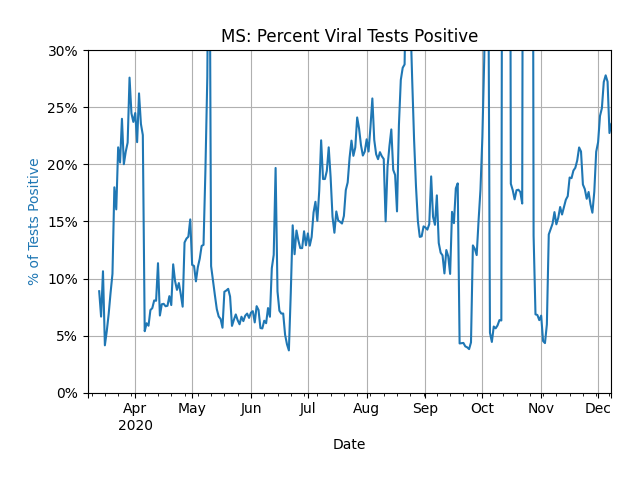 MS: Percent Viral Tests Positive
30%
25%
20%
15%
10%
5%
0%
% of Tests Positive
Apr May Jun Jul Aug Sep Oct Nov Dec
2020
Date